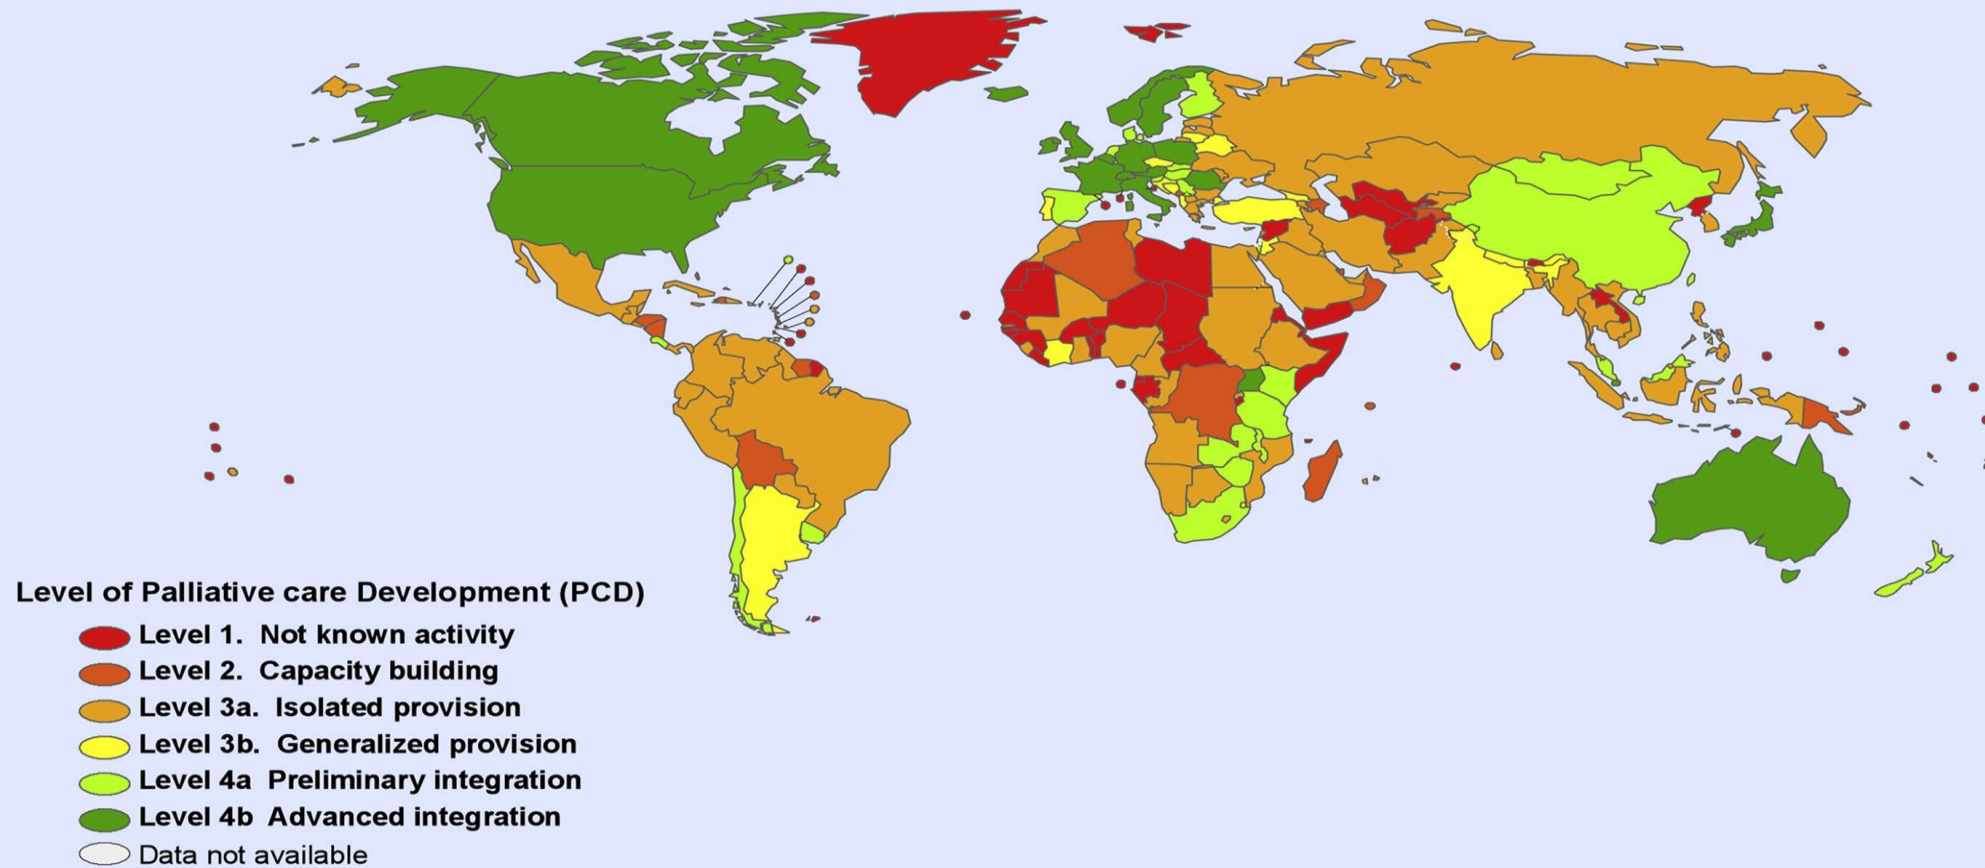 Level of Palliative care Development (PCD)
Level 1. Not known activity
Level 2. Capacity building
Level 3a. Isolated provision
Level 3b. Generalized provision
Level 4a Preliminary integration
Level 4b Advanced integration
Data not available